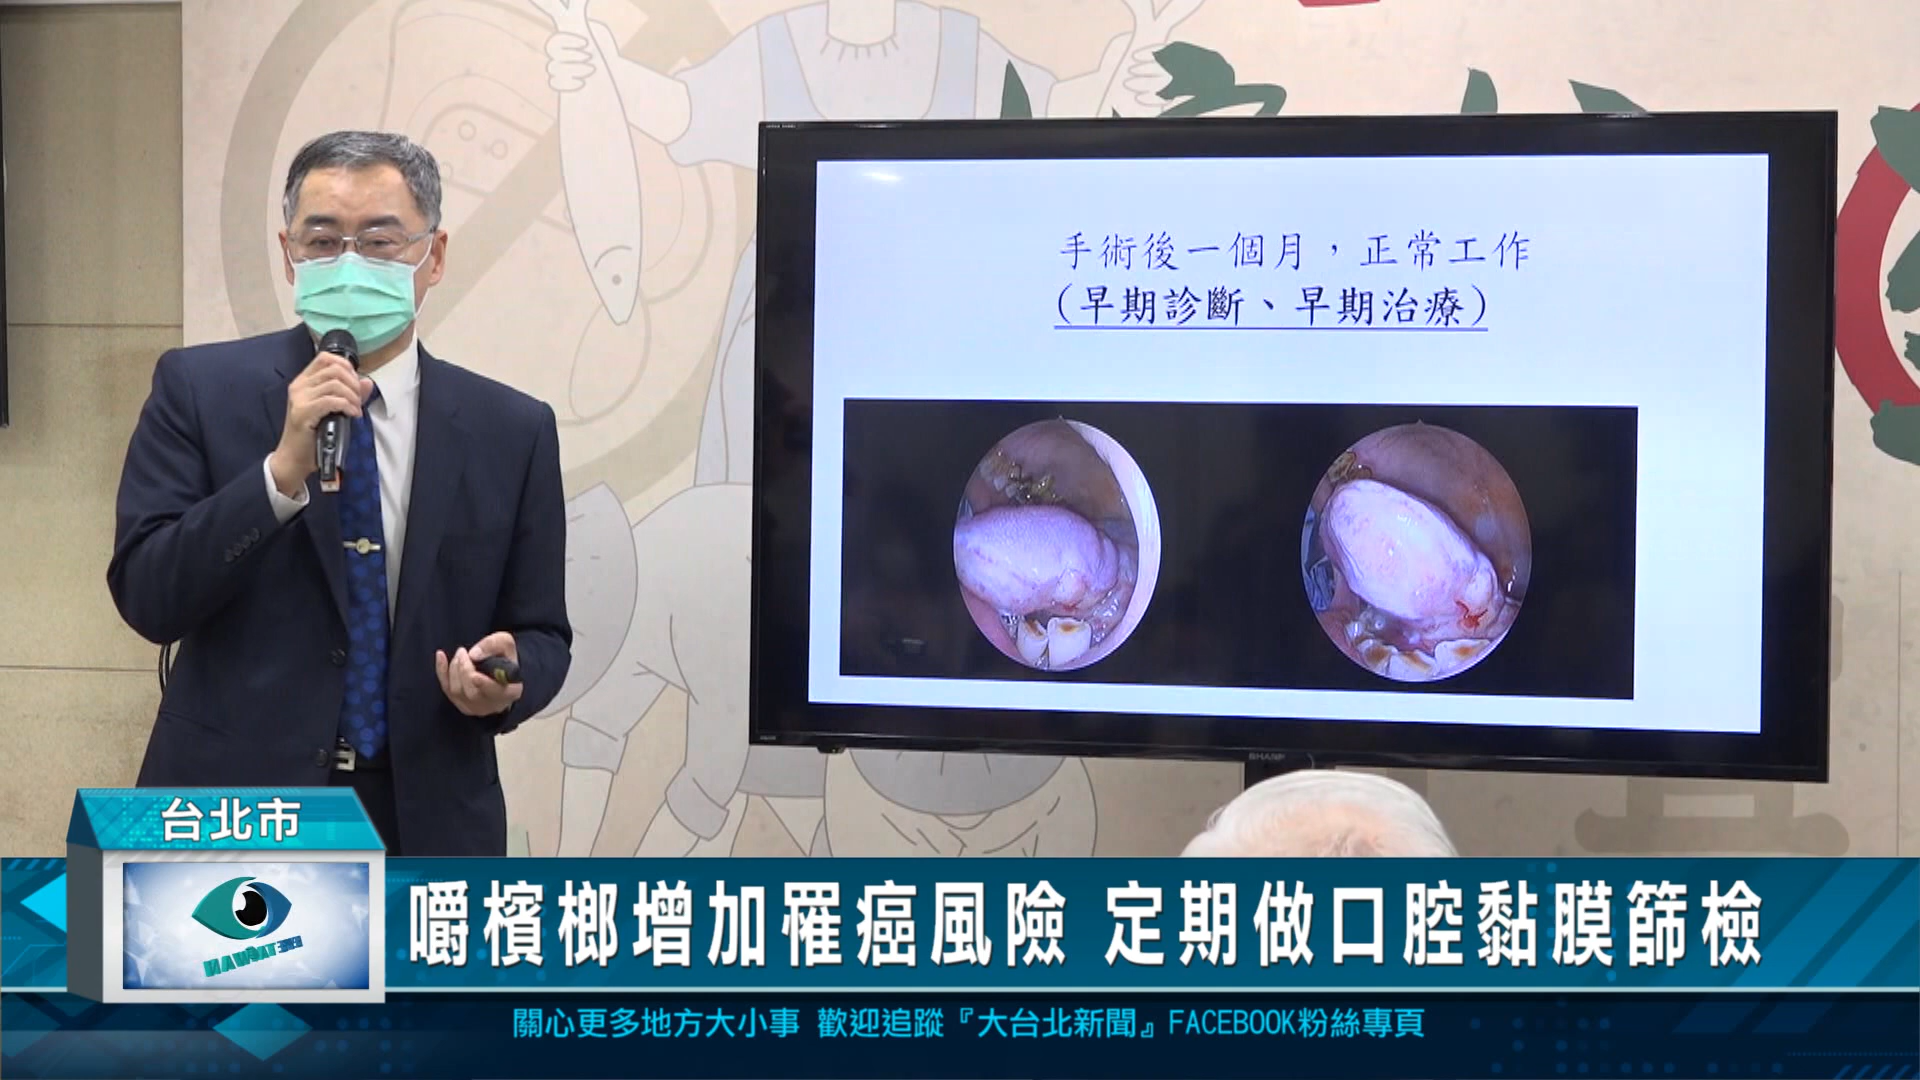 手術後一個月，正常工作
（早期診斷、早期治療）
SHARP
台北市
嚼檳榔增加罹癌風險 定期做口腔黏膜篩檢
關心更多地方大小事 歡迎追蹤『大台北新聞』FACEBOOK粉絲專頁